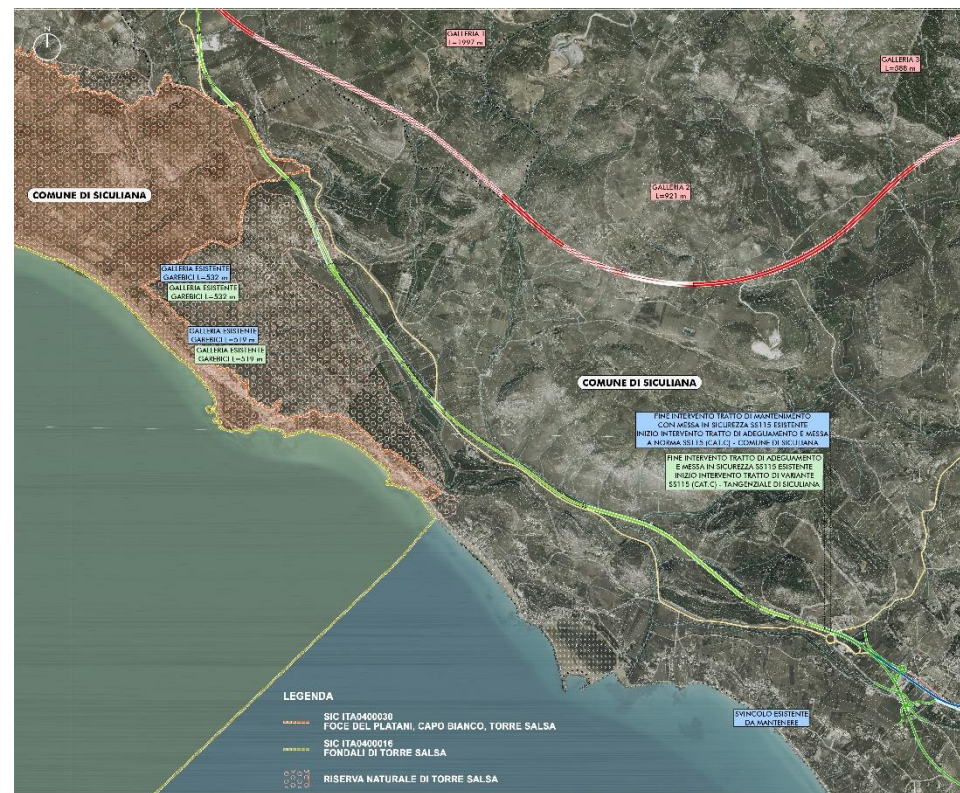 GALLERIA 1
L=1997 m
GALLERIA 3
L=388 m
COMUNE DI SICULIANA
GALLERIA 2
L=921 m
GALLERIA ESISTENTE
GAREBICI L=532 m
GALLERIA ESISTENTE
GAREBICI L=532 m
GALLERIA ESISTENTE
GAREBICI L=519 m
GALLERIA ESISTENTE
GAREBICI L=519 m
COMUNE DI SICULIANA
FINE INTERVENTO TRATTO DI MANTENIMENTO
CON MESSA IN SICUREZZA SS115 ESISTENTE
INIZIO INTERVENTO TRATTO DI ADEGUAMENTO E MESSA
A NORMA SS115 (CAT.C) - COMUNE DI SICULIANA
FINE INTERVENTO TRATTO DI ADEGUAMENTO
E MESSA IN SICUREZZA SS115 ESISTENTE
INIZIO INTERVENTO TRATTO DI VARIANTE
SS115 (CAT.C) - TANGENZIALE DI SICULIANA
SVINCOLO ESISTENTE
DA MANTENERE
LEGENDA
SIC ITA0400030
FOCE DEL PLATANI, CAPO BIANCO, TORRE SALSA
SIC ITA0400016
FONDALI DI TORRE SALSA
RISERVA NATURALE DI TORRE SALSA